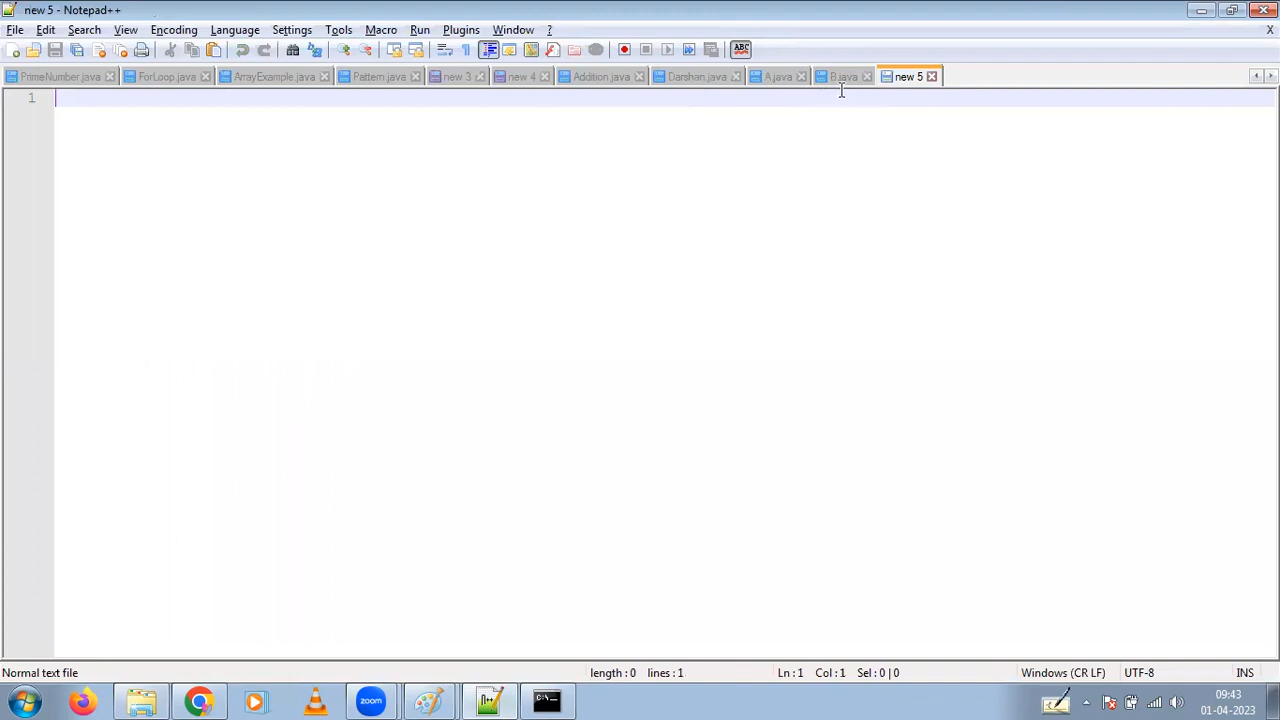 new 5 - Notepad++
File Edit Search View Encoding Language Settings Tools Macro Run Plugins Window ? X
PrimeNumber.java ForLoop.java ArrayExample.java Pattern.java new 3 new 4 Addition.java Darshan.java A.java B.java new 5
1
Normal text file length : 0 lines : 1 Ln : 1 Col : 1 Sel : 0 | 0 Windows (CR LF) UTF-8 INS
zoom 09:43
01-04-2023